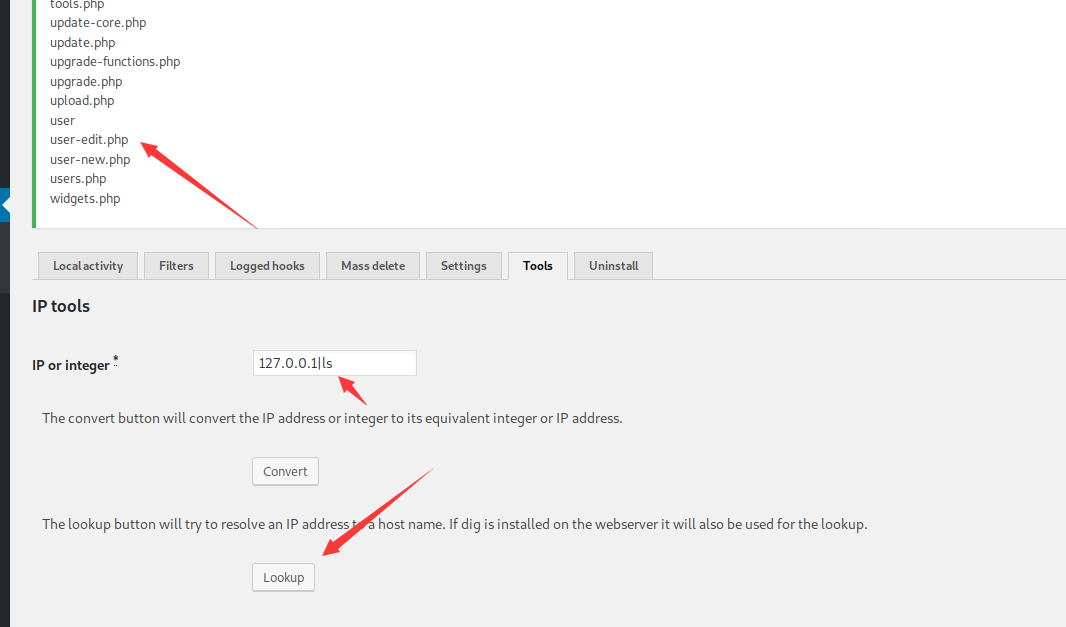 tools.php
update-core.php
update.php
upgrade-functions.php
upgrade.php
upload.php
user
user-edit.php
user-new.php
users.php
widgets.php
Local activity Filters Logged hooks Mass delete Settings Tools Uninstall
IP tools
IP or integer * 127.0.0.1|ls
The convert button will convert the IP address or integer to its equivalent integer or IP address.
Convert
The lookup button will try to resolve an IP address to a host name. If dig is installed on the webserver it will also be used for the lookup.
Lookup